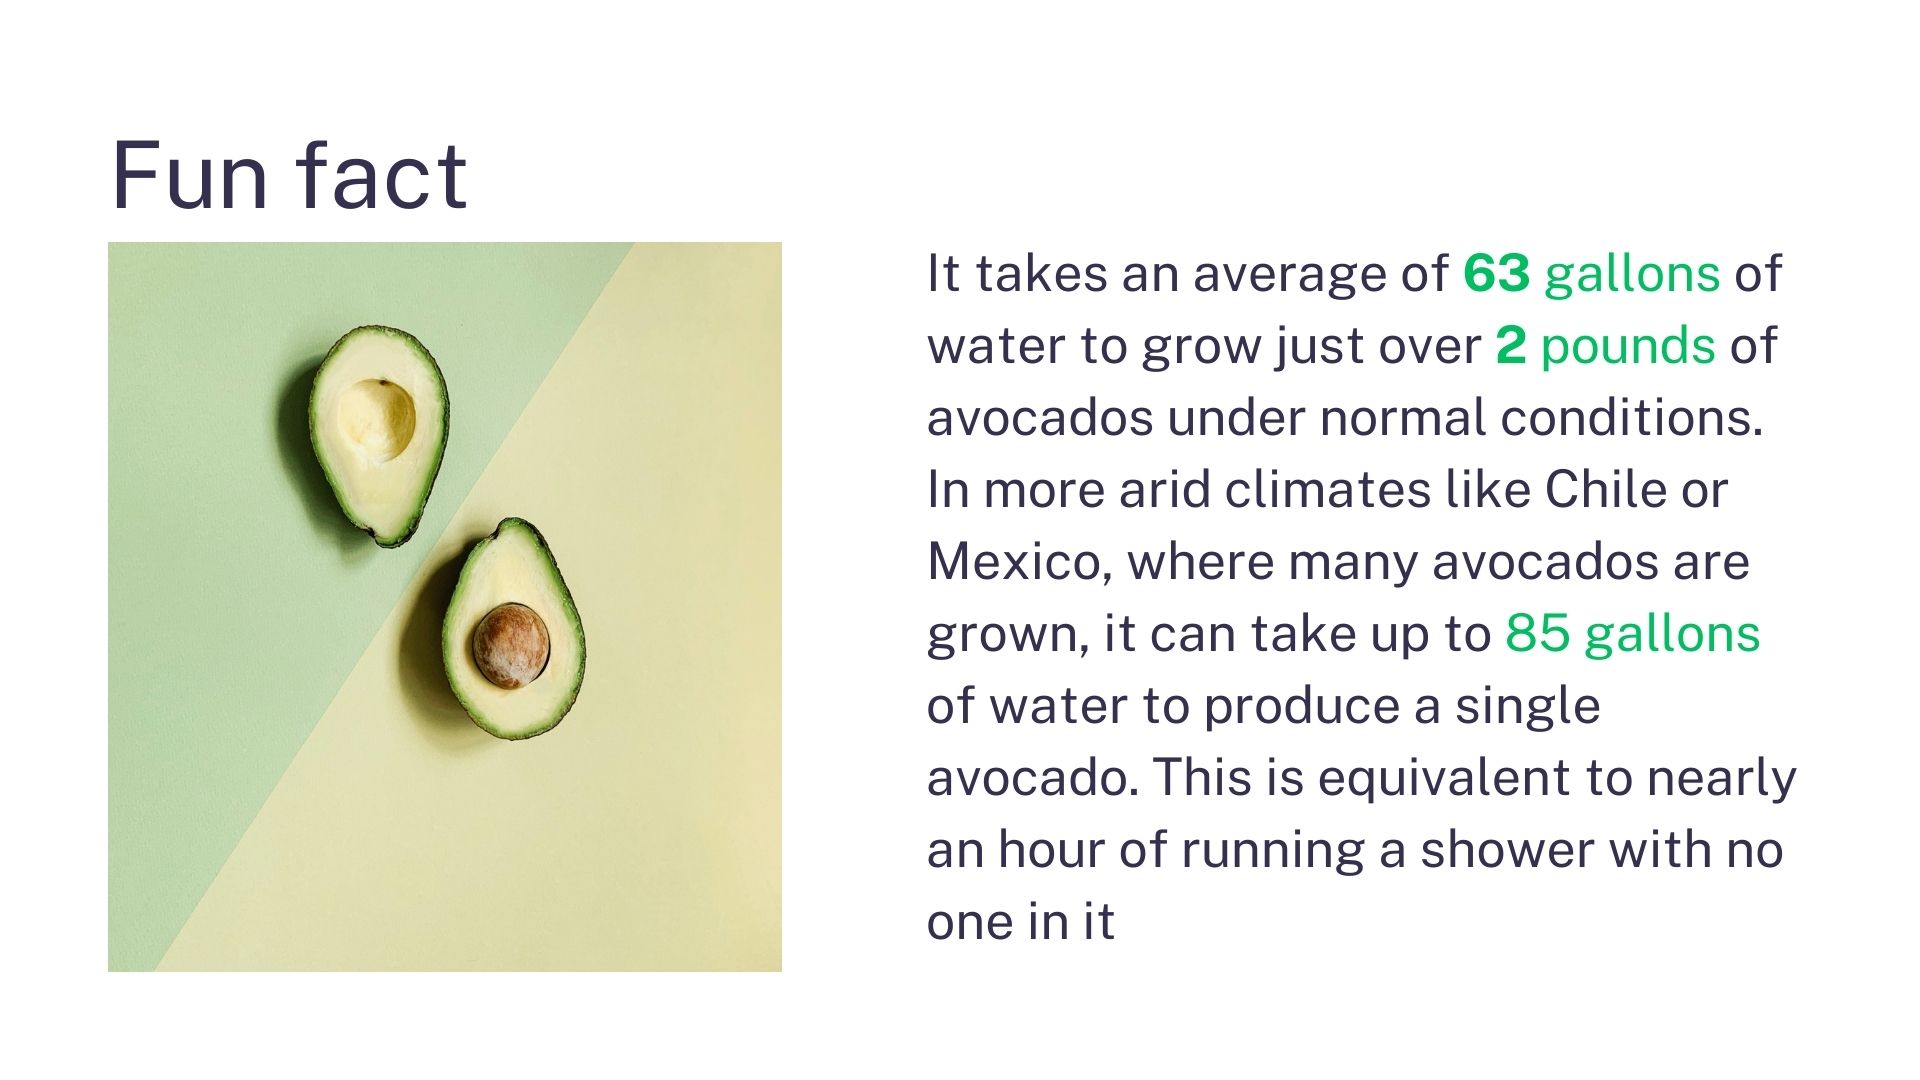 Fun fact
It takes an average of 63 gallons of
water to grow just over 2 pounds of
avocados under normal conditions.
In more arid climates like Chile or
Mexico, where many avocados are
grown, it can take up to 85 gallons
of water to produce a single
avocado. This is equivalent to nearly
an hour of running a shower with no
one in it